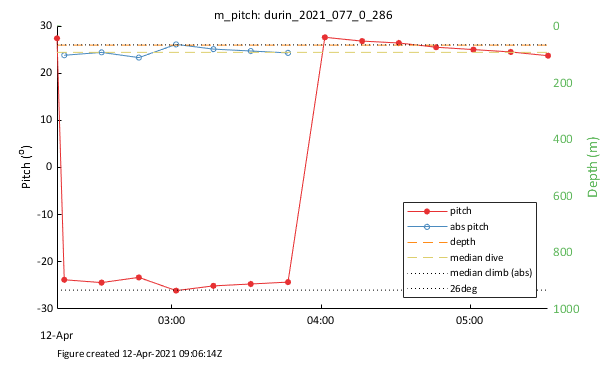 m_pitch: durin_2021_077_0_286
30
20
10
0
-10
-20
-30
Pitch (o)
0
200
400
600
800
1000
Depth (m)
pitch
abs pitch
depth
median dive
median climb (abs)
26deg
03:00
04:00
05:00
12-Apr
Figure created 12-Apr-2021 09:06:14Z